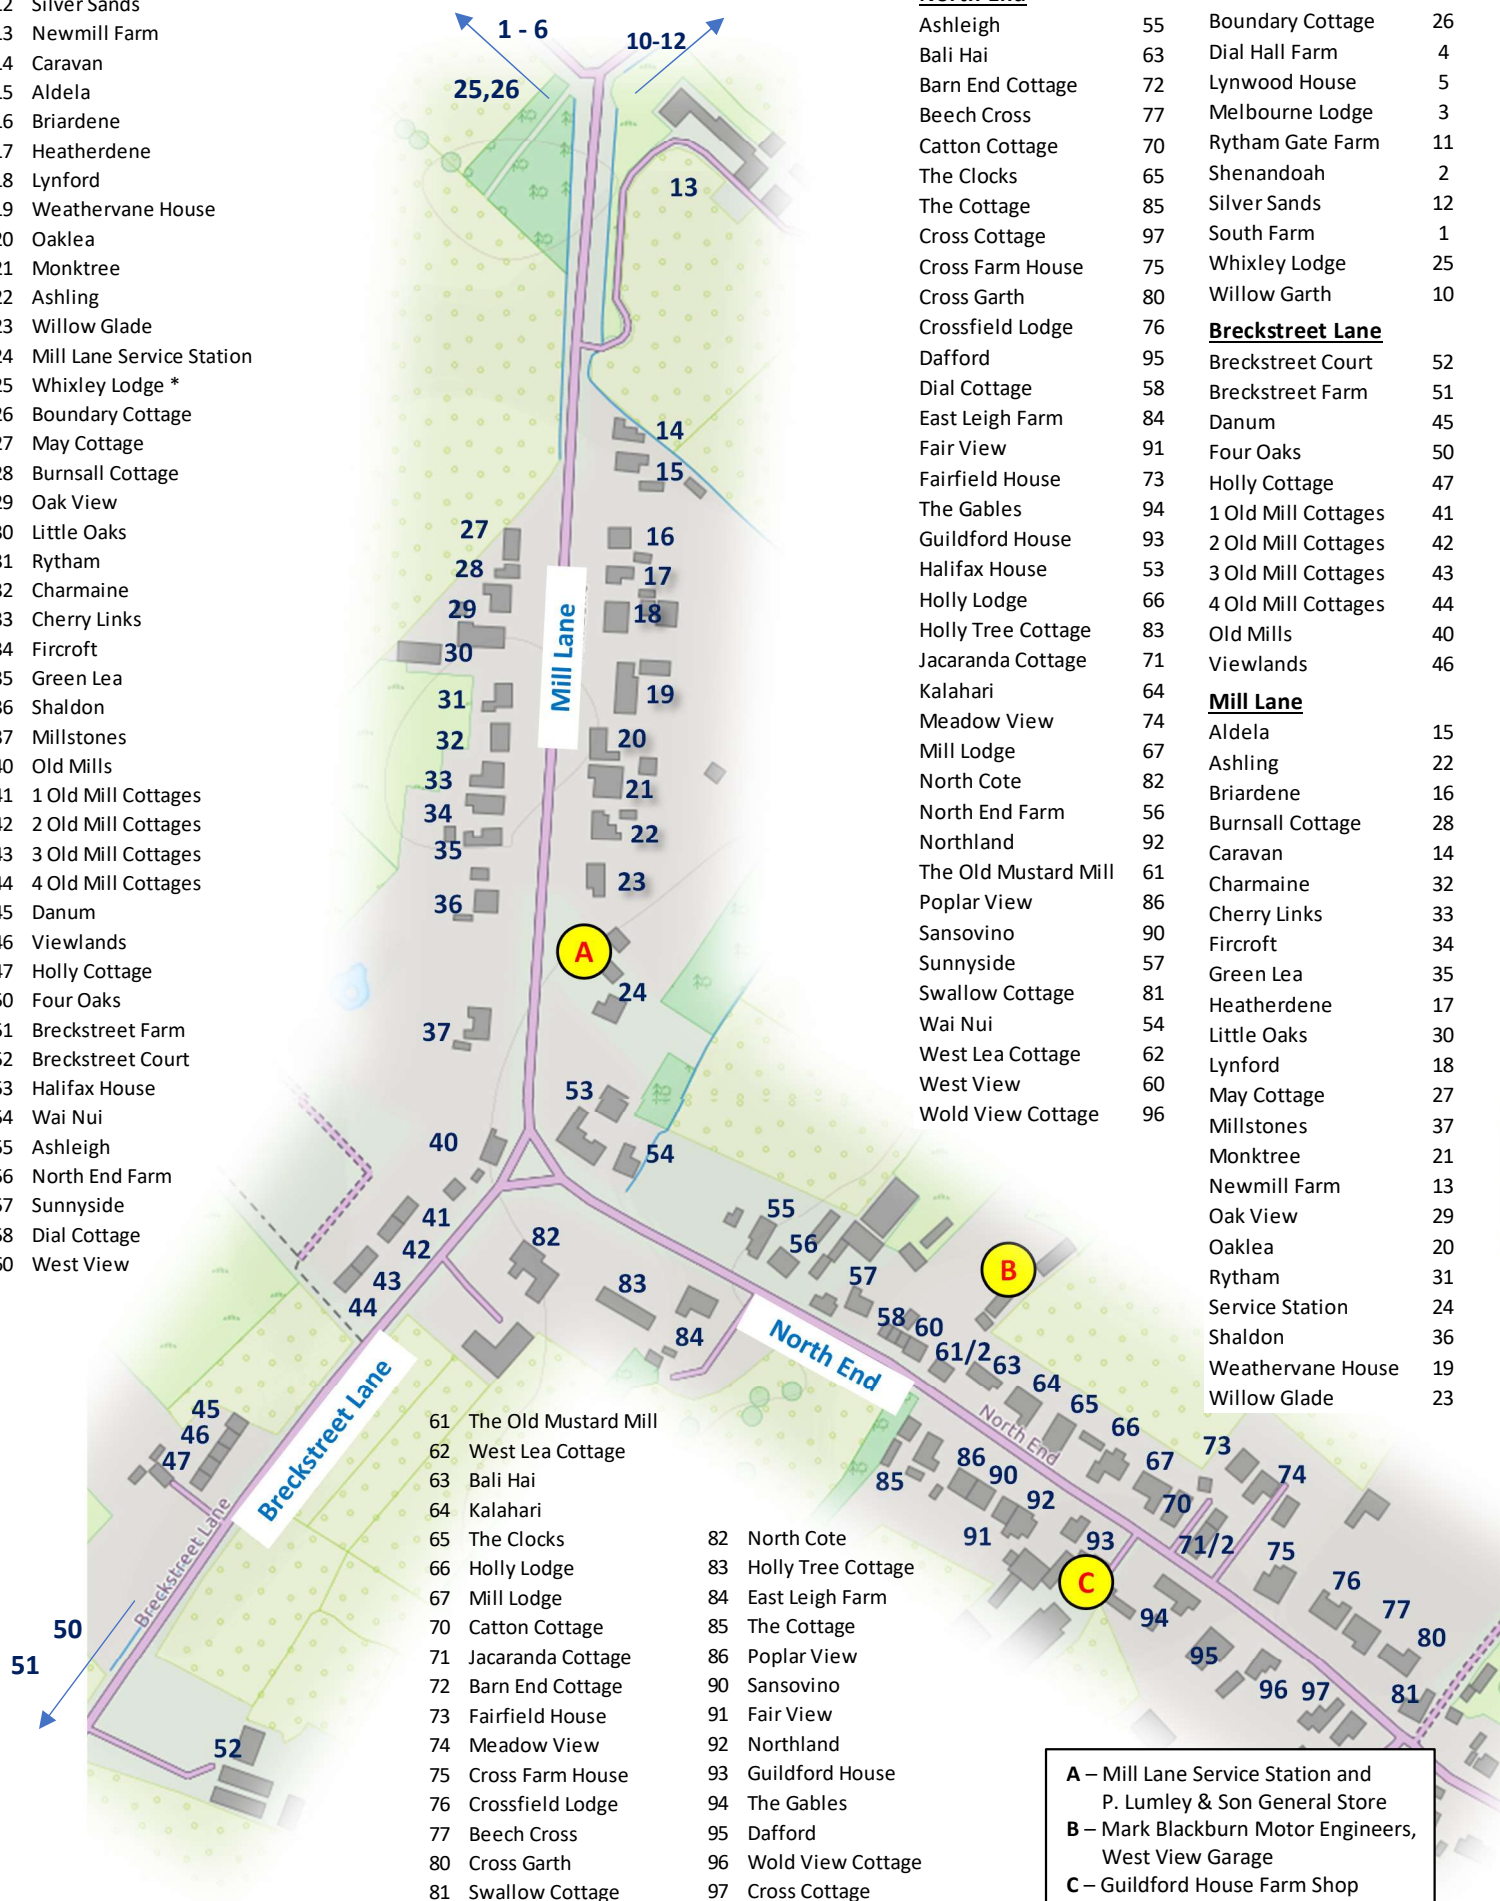 12 Silver Sands
13 Newmill Farm
14 Caravan
15 Aldela
16 Briardene
17 Heatherdene
18 Lynford
19 Weathervane House
20 Oaklea
21 Monktree
22 Ashling
23 Willow Glade
24 Mill Lane Service Station
25 Whixley Lodge *
26 Boundary Cottage
27 May Cottage
28 Burnsall Cottage
29 Oak View
30 Little Oaks
31 Rytham
32 Charmaine
33 Cherry Links
34 Fircroft
35 Green Lea
36 Shaldon
37 Millstones
40 Old Mills
41 1 Old Mill Cottages
42 2 Old Mill Cottages
43 3 Old Mill Cottages
44 4 Old Mill Cottages
45 Danum
46 Viewlands
47 Holly Cottage
50 Four Oaks
51 Breckstreet Farm
52 Breckstreet Court
53 Halifax House
54 Wai Nui
55 Ashleigh
56 North End Farm
57 Sunnyside
58 Dial Cottage
60 West View
1 - 6
10-12
25,26
13
14
15
27
16
28
17
29
18
30
Mill Lane
31
19
32
20
33
21
34
22
35
23
36
A
24
37
53
40
54
41
42
43
44
82
83
84
55
56
57
B
58
60
61/2
63
64
65
66
67
70
71/2
73
74
75
76
77
80
81
North End
North End
85
86
90
92
91
93
C
94
95
96
97
45
46
47
Breckstreet Lane
Breckstreet Lane
50
51
52
North End
Ashleigh 55
Bali Hai 63
Barn End Cottage 72
Beech Cross 77
Catton Cottage 70
The Clocks 65
The Cottage 85
Cross Cottage 97
Cross Farm House 75
Cross Garth 80
Crossfield Lodge 76
Dafford 95
Dial Cottage 58
East Leigh Farm 84
Fair View 91
Fairfield House 73
The Gables 94
Guildford House 93
Halifax House 53
Holly Lodge 66
Holly Tree Cottage 83
Jacaranda Cottage 71
Kalahari 64
Meadow View 74
Mill Lodge 67
North Cote 82
North End Farm 56
Northland 92
The Old Mustard Mill 61
Poplar View 86
Sansovino 90
Sunnyside 57
Swallow Cottage 81
Wai Nui 54
West Lea Cottage 62
West View 60
Wold View Cottage 96
Boundary Cottage 26
Dial Hall Farm 4
Lynwood House 5
Melbourne Lodge 3
Rytham Gate Farm 11
Shenandoah 2
Silver Sands 12
South Farm 1
Whixley Lodge 25
Willow Garth 10
Breckstreet Lane
Breckstreet Court 52
Breckstreet Farm 51
Danum 45
Four Oaks 50
Holly Cottage 47
1 Old Mill Cottages 41
2 Old Mill Cottages 42
3 Old Mill Cottages 43
4 Old Mill Cottages 44
Old Mills 40
Viewlands 46
Mill Lane
Aldela 15
Ashling 22
Briardene 16
Burnsall Cottage 28
Caravan 14
Charmaine 32
Cherry Links 33
Fircroft 34
Green Lea 35
Heatherdene 17
Little Oaks 30
Lynford 18
May Cottage 27
Millstones 37
Monktree 21
Newmill Farm 13
Oak View 29
Oaklea 20
Rytham 31
Service Station 24
Shaldon 36
Weathervane House 19
Willow Glade 23
61 The Old Mustard Mill
62 West Lea Cottage
63 Bali Hai
64 Kalahari
65 The Clocks
66 Holly Lodge
67 Mill Lodge
70 Catton Cottage
71 Jacaranda Cottage
72 Barn End Cottage
73 Fairfield House
74 Meadow View
75 Cross Farm House
76 Crossfield Lodge
77 Beech Cross
80 Cross Garth
81 Swallow Cottage
82 North Cote
83 Holly Tree Cottage
84 East Leigh Farm
85 The Cottage
86 Poplar View
90 Sansovino
91 Fair View
92 Northland
93 Guildford House
94 The Gables
95 Dafford
96 Wold View Cottage
97 Cross Cottage
A – Mill Lane Service Station and
P. Lumley & Son General Store
B – Mark Blackburn Motor Engineers,
West View Garage
C – Guildford House Farm Shop